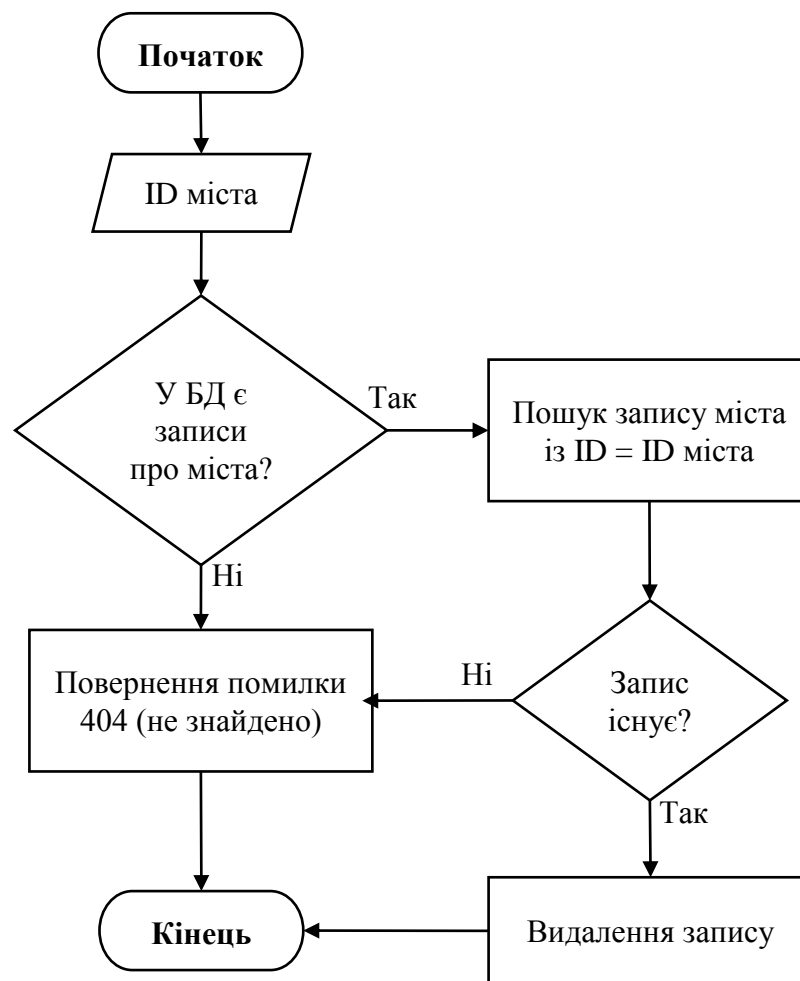 Початок
ID міста
У БД є
записи
про міста?
Так
Пошук запису міста
із ID = ID міста
Ні
Повернення помилки
404 (не знайдено)
Ні
Запис
існує?
Так
Кінець
Видалення запису